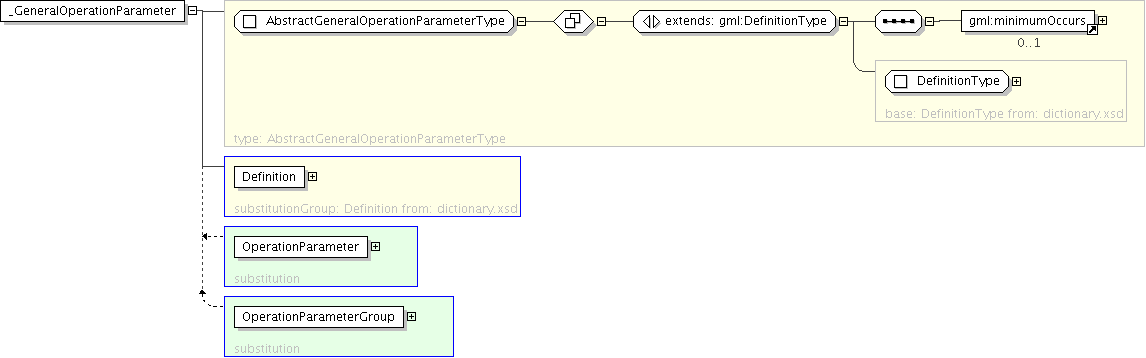 _GeneralOperationParameter
AbstractGeneralOperationParameterType
extends: gml:DefinitionType
gml:minimumOccurs
0..1
DefinitionType
base: DefinitionType from: dictionary.xsd
type: AbstractGeneralOperationParameterType
Definition
substitutionGroup: Definition from: dictionary.xsd
OperationParameter
substitution
OperationParameterGroup
substitution